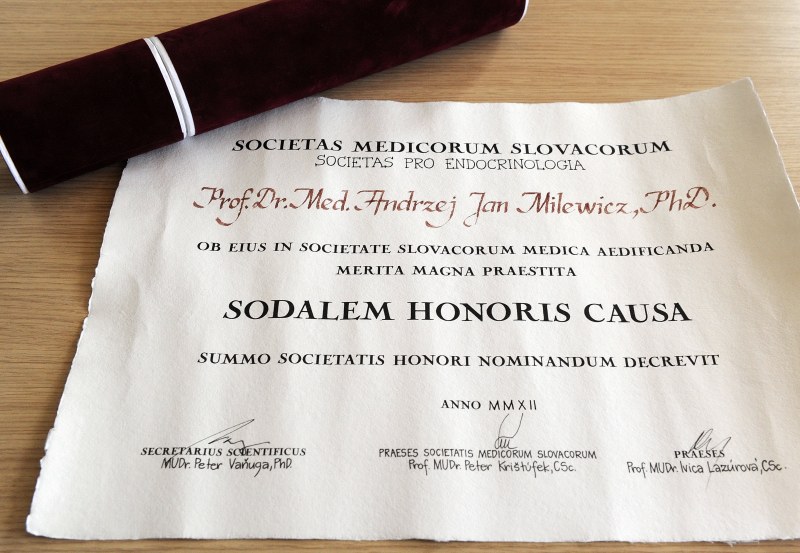 SOCIETAS MEDICORUM SLOVACORUM
SOCIETAS PRO ENDOCRINOLOGIA
Prof. Dr. Med. Andrzej Jan Milewicz, PhD.
OB EIUS IN SOCIETATE SLOVACORUM MEDICA AEDIFICANDA
MERITA MAGNA PRAESTITA
SODALEM HONORIS CAUSA
SUMMO SOCIETATIS HONORI NOMINANDUM DECREVIT
ANNO MMXII
SECRETARIUS SCIENTIFICUS
MUDr. Peter Vaňuga, PhD.
PRAESES SOCIETATIS MEDICORUM SLOVACORUM
Prof. MUDr. Peter Krištúfek, CSc.
PRAESES
Prof. MUDr. Ivica Lazúrová, CSc.